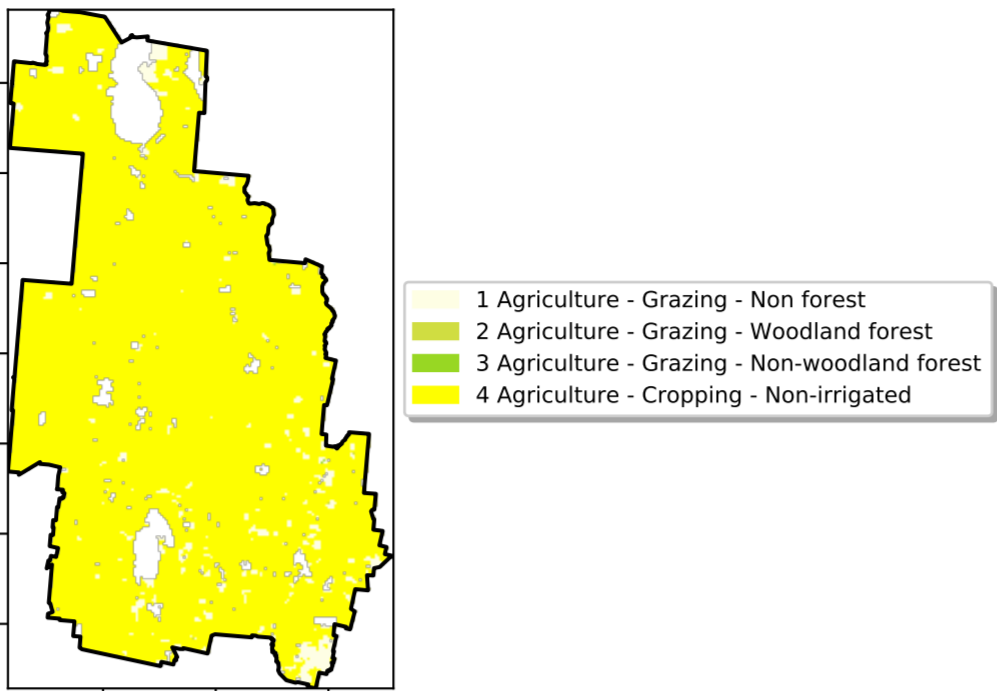 1 Agriculture - Grazing - Non forest
2 Agriculture - Grazing - Woodland forest
3 Agriculture - Grazing - Non-woodland forest
4 Agriculture - Cropping - Non-irrigated